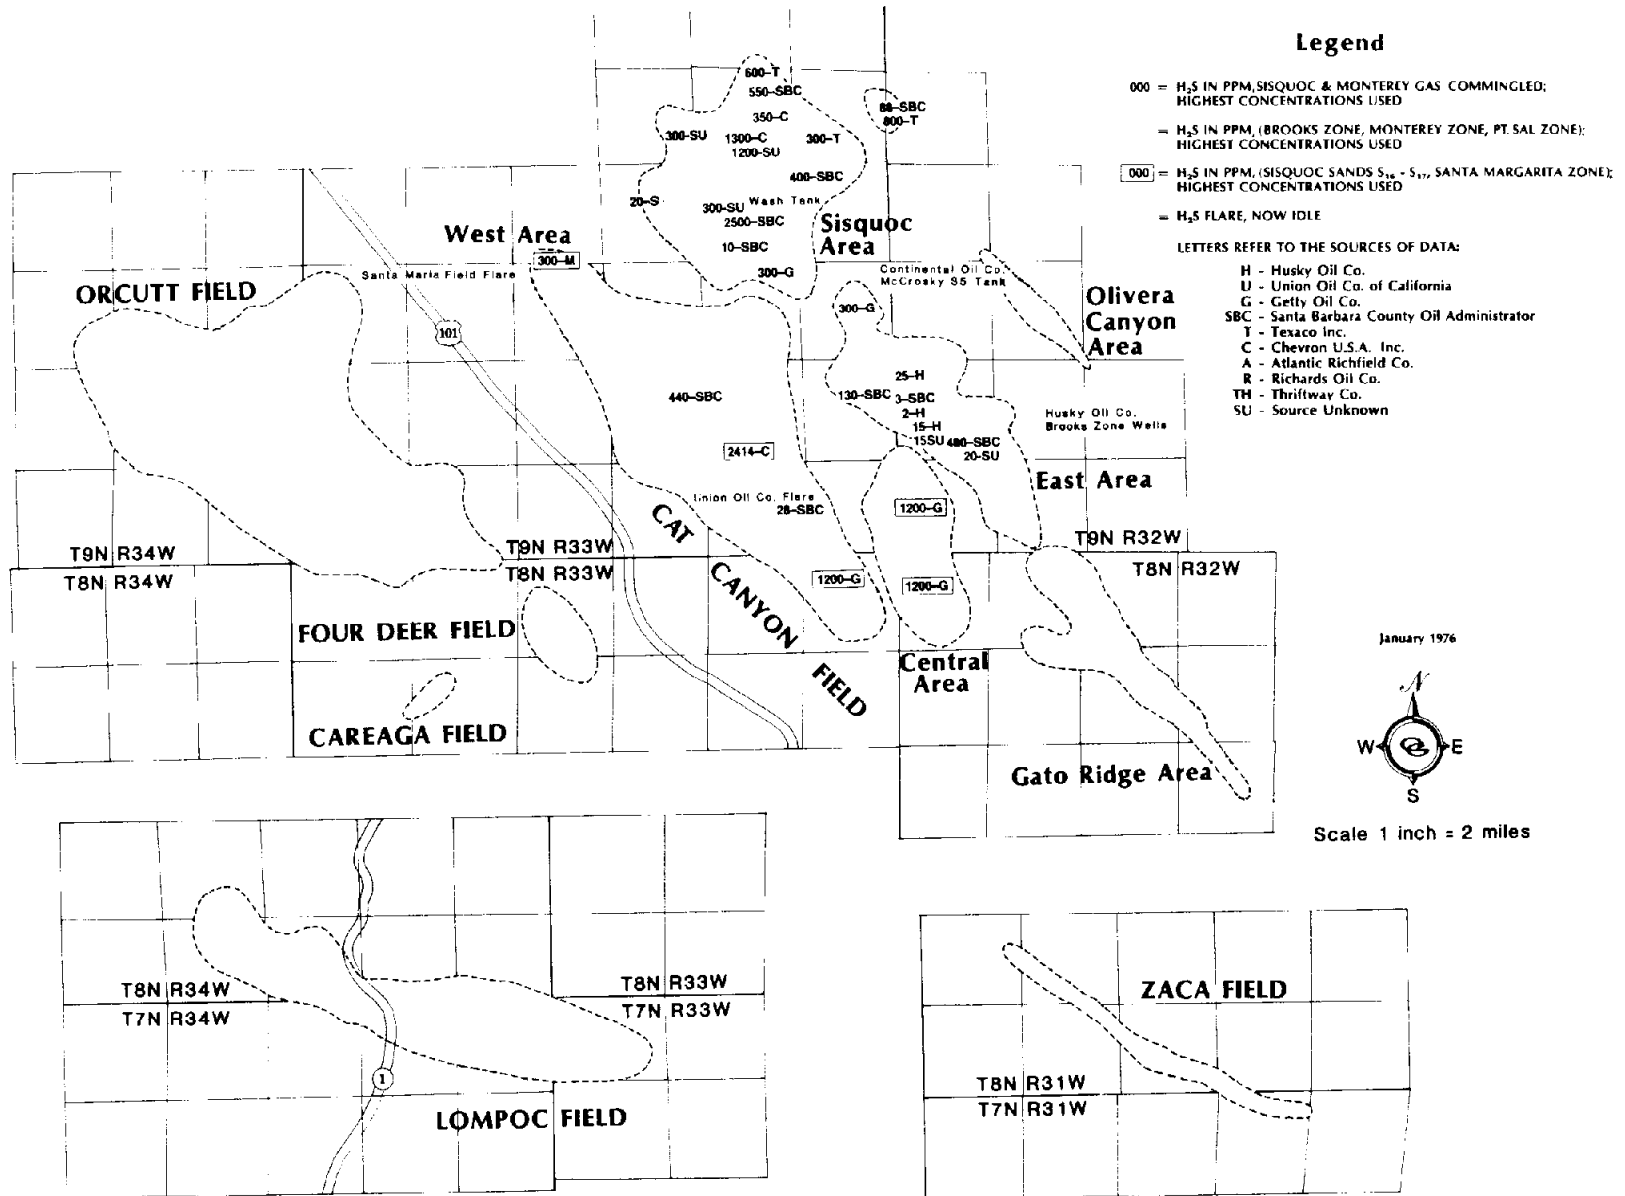 Legend
000 = H₂S IN PPM, SISQUOC & MONTEREY GAS COMMINGLED;
HIGHEST CONCENTRATIONS USED
= H₂S IN PPM, (BROOKS ZONE, MONTEREY ZONE, PT. SAL ZONE);
HIGHEST CONCENTRATIONS USED
000 = H₂S IN PPM, (SISQUOC SANDS S₁₆ - S₁₇, SANTA MARGARITA ZONE);
HIGHEST CONCENTRATIONS USED
= H₂S FLARE, NOW IDLE
LETTERS REFER TO THE SOURCES OF DATA:
H - Husky Oil Co.
U - Union Oil Co. of California
G - Getty Oil Co.
SBC - Santa Barbara County Oil Administrator
T - Texaco Inc.
C - Chevron U.S.A. Inc.
A - Atlantic Richfield Co.
R - Richards Oil Co.
TH - Thriftway Co.
SU - Source Unknown
600-T
550-SBC
350-C
300-SU
1300-C
300-T
1200-SU
88-SBC
800-T
400-SBC
20-S
Wash Tank
300-SU
2500-SBC
10-SBC
300-G
Sisquoc
Area
West Area
300-M
Santa Maria Field Flare
ORCUTT FIELD
101
Continental Oil Co.
McCrosky S5 Tank
Olivera
Canyon
Area
300-G
25-H
130-SBC
3-SBC
2-H
15-H
15SU
480-SBC
20-SU
Husky Oil Co.
Brooks Zone Wells
440-SBC
2414-C
East Area
Union Oil Co. Flare
28-SBC
1200-G
CAT
CANYON
FIELD
T9N R34W
T8N R34W
T9N R33W
T8N R33W
T9N R32W
T8N R32W
1200-G
1200-G
FOUR DEER FIELD
Central
Area
CAREAGA FIELD
Gato Ridge Area
January 1976
N
W
E
S
Scale 1 inch = 2 miles
T8N R34W
T7N R34W
T8N R33W
T7N R33W
1
LOMPOC FIELD
ZACA FIELD
T8N R31W
T7N R31W